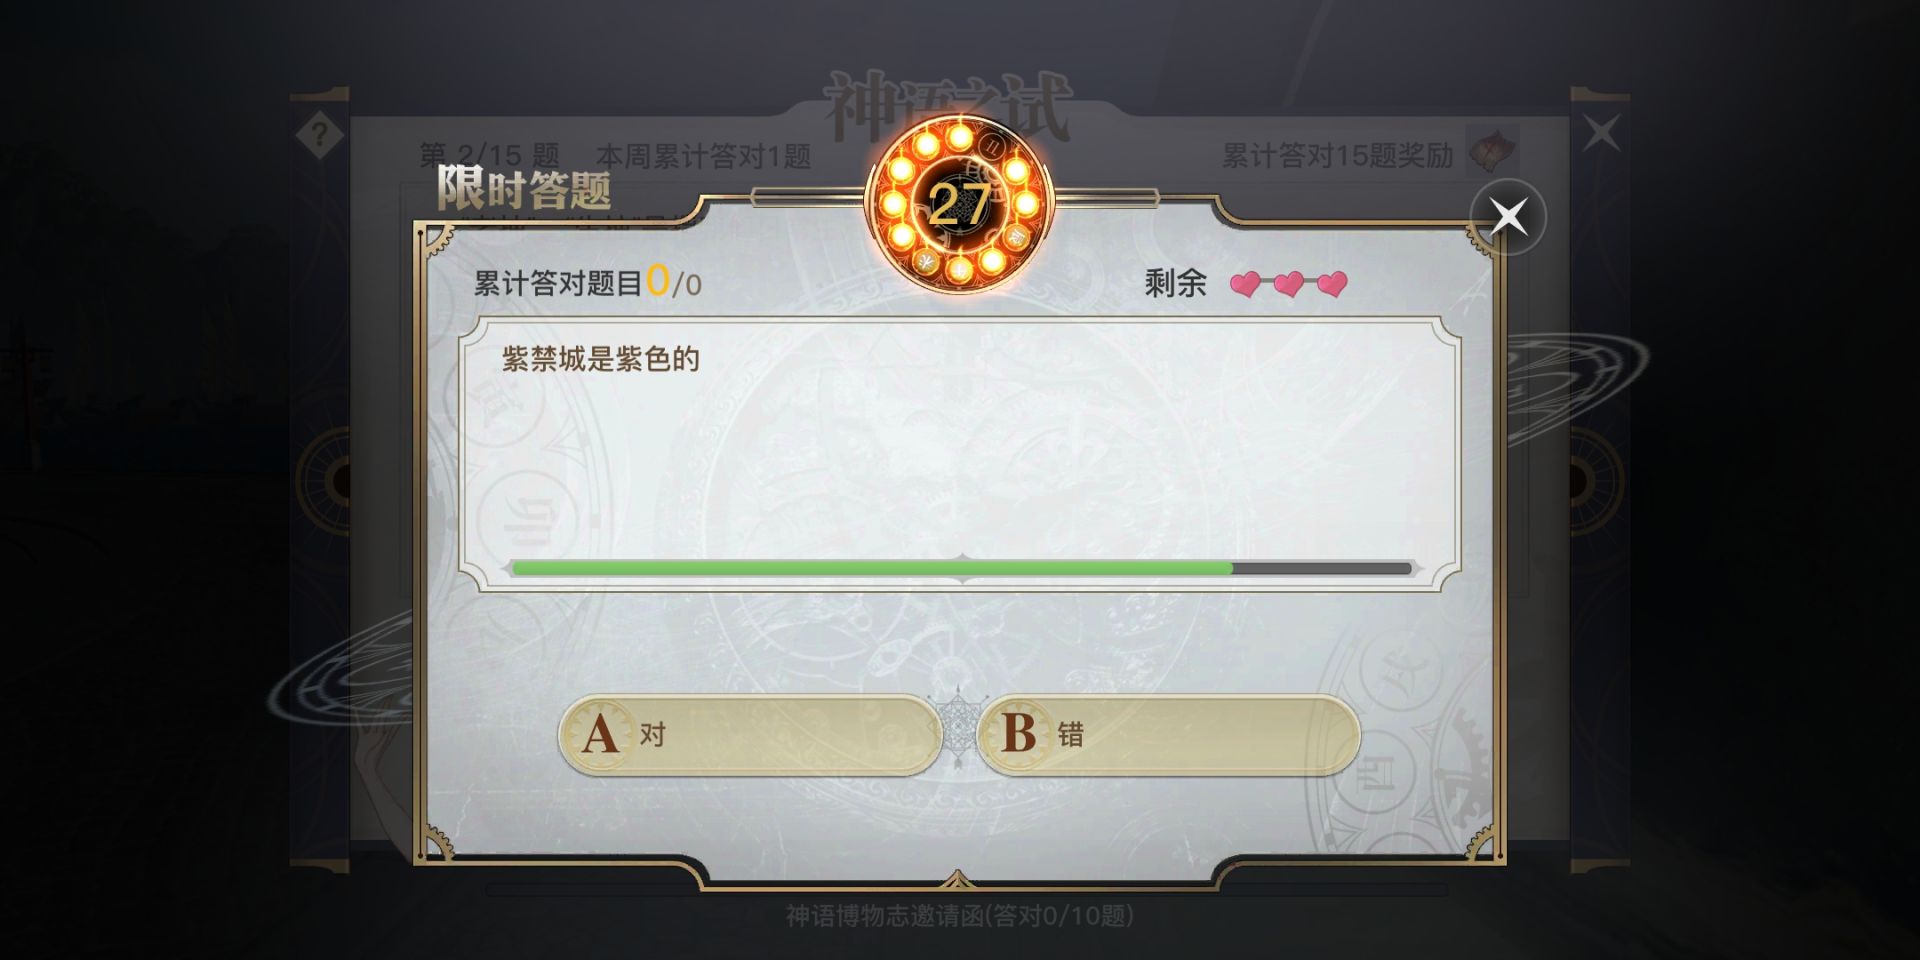 神语之试
第 2/15 题 本周累计答对1题
累计答对15题奖励
?
限时答题
27
累计答对题目0/0
剩余
紫禁城是紫色的
A 对
B 错
神语博物志邀请函(答对0/10题)